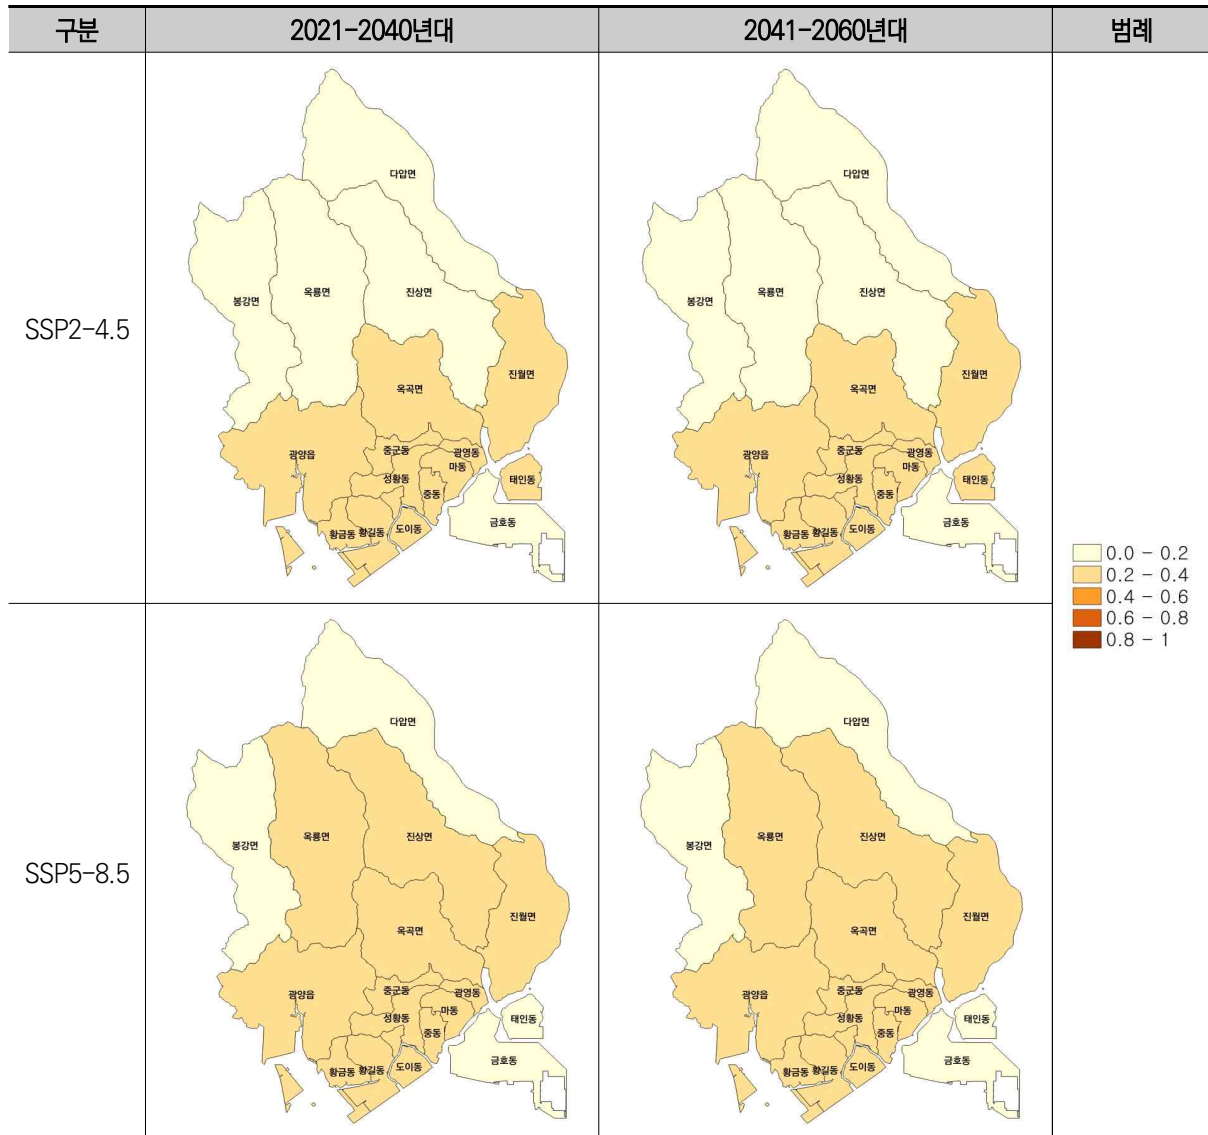 구분 2021-2040년대 2041-2060년대 범례
SSP2-4.5
다압면
봉강면
옥룡면
진상면
진월면
옥곡면
광양읍
중군동
광영동
마동
성황동
중동
태인동
금호동
황금동
황길동
도이동
다압면
봉강면
옥룡면
진상면
진월면
옥곡면
광양읍
중군동
광영동
마동
성황동
중동
태인동
금호동
황금동
황길동
도이동
0.0 - 0.2
0.2 - 0.4
0.4 - 0.6
0.6 - 0.8
0.8 - 1
SSP5-8.5
다압면
옥룡면
진상면
봉강면
진월면
옥곡면
광양읍
중군동
광영동
마동
성황동
중동
태인동
금호동
황금동
황길동
도이동
다압면
옥룡면
진상면
봉강면
진월면
옥곡면
광양읍
중군동
광영동
마동
성황동
중동
태인동
금호동
황금동
황길동
도이동